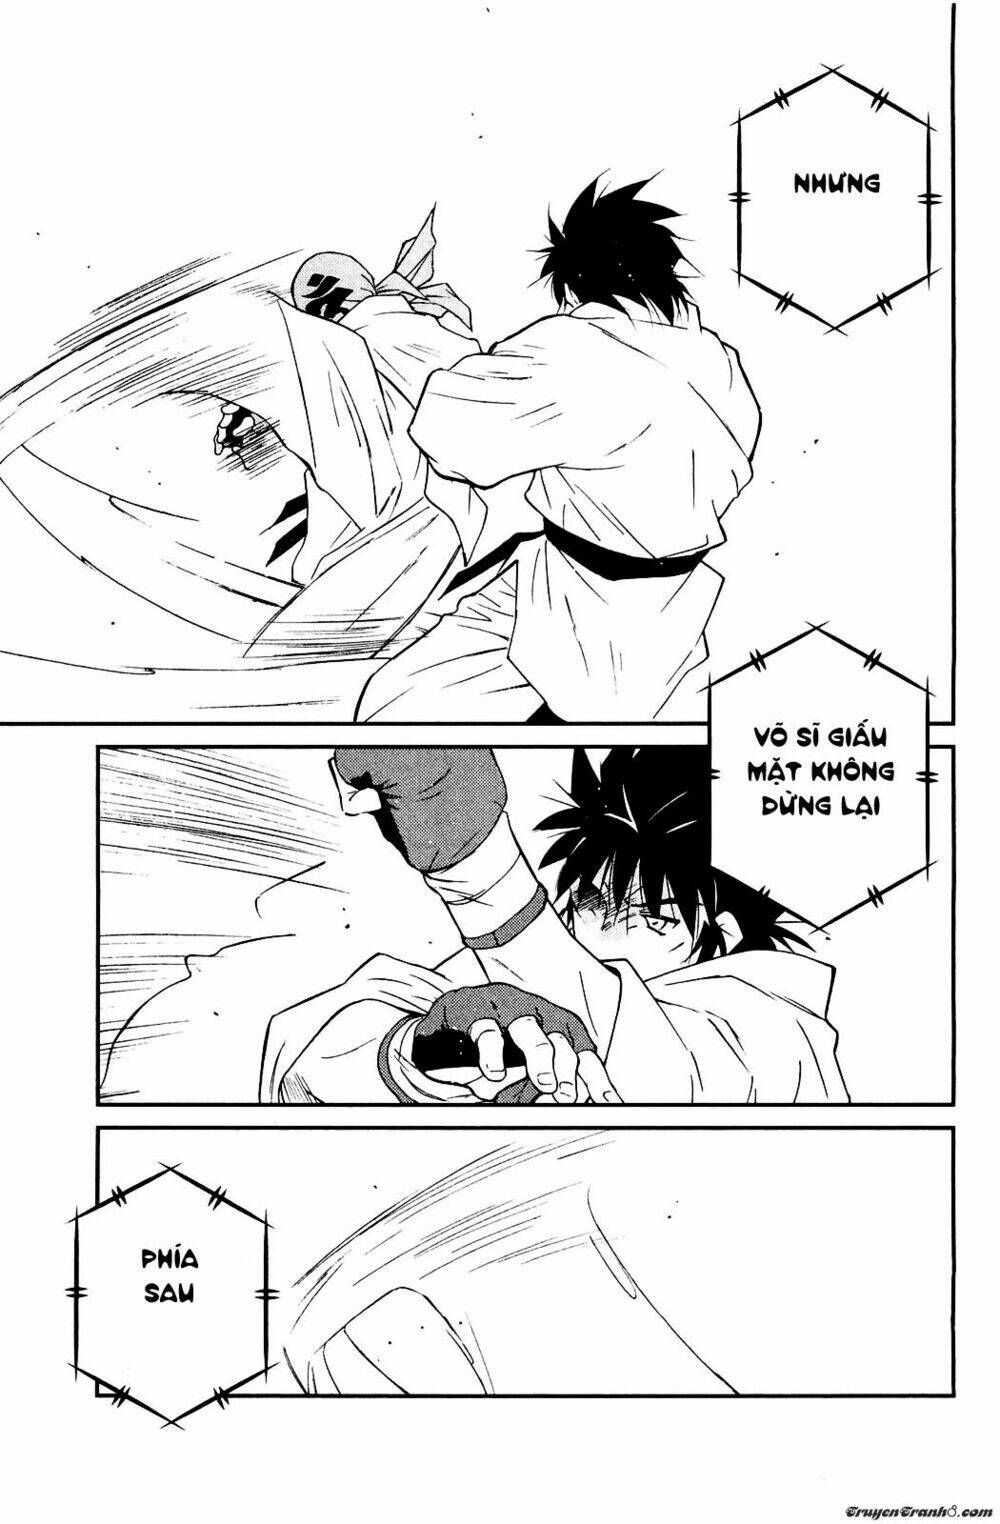 NHƯNG
VÕ SĨ GIẤU
MẶT KHÔNG
DỪNG LẠI
PHÍA
SAU
TruyenTranh8.com